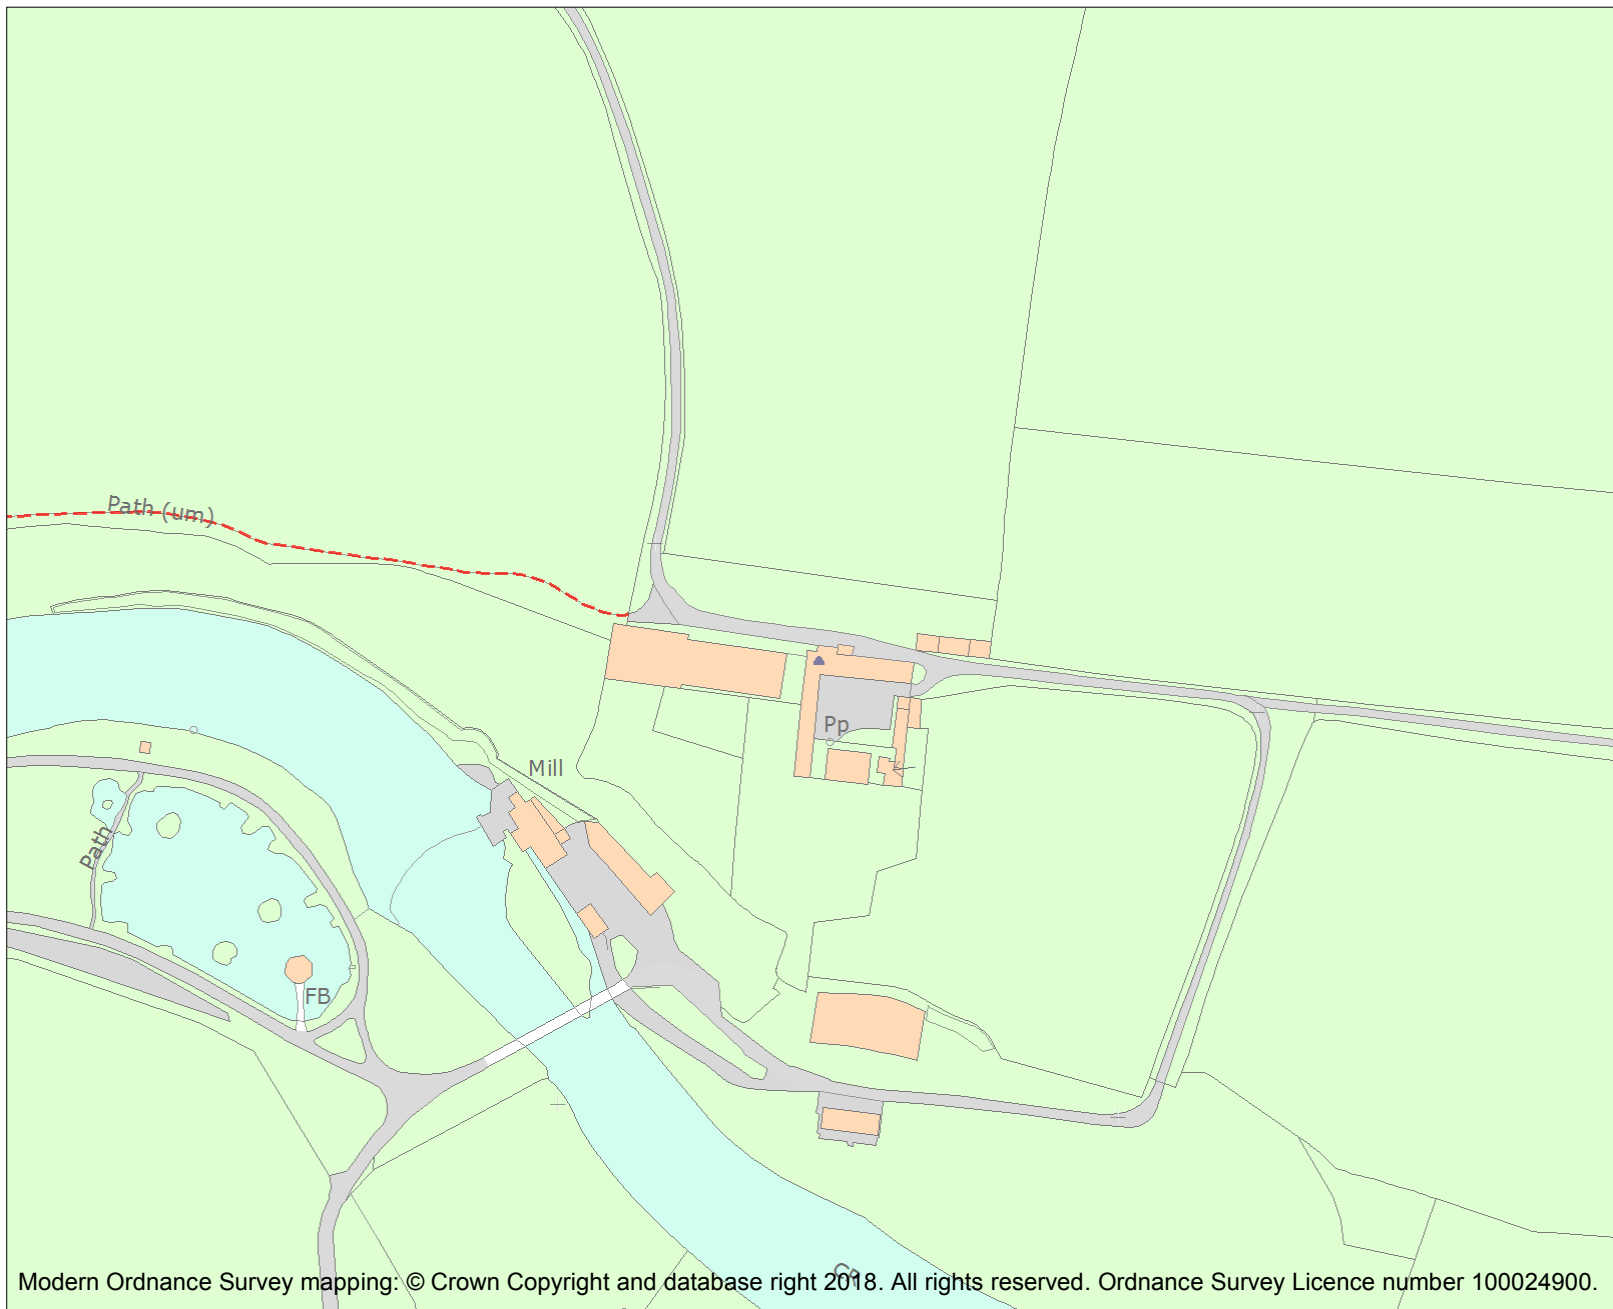 Path (um)
Pp
Mill
Path
FB
Modern Ordnance Survey mapping: © Crown Copyright and database right 2018. All rights reserved. Ordnance Survey Licence number 100024900.